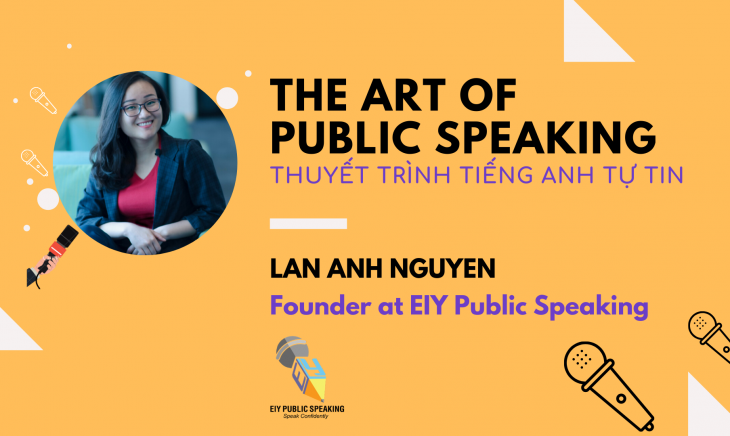 THE ART OF
PUBLIC SPEAKING
THUYẾT TRÌNH TIẾNG ANH TỰ TIN
LAN ANH NGUYEN
Founder at EIY Public Speaking
EIY
EIY PUBLIC SPEAKING
Speak Confidently